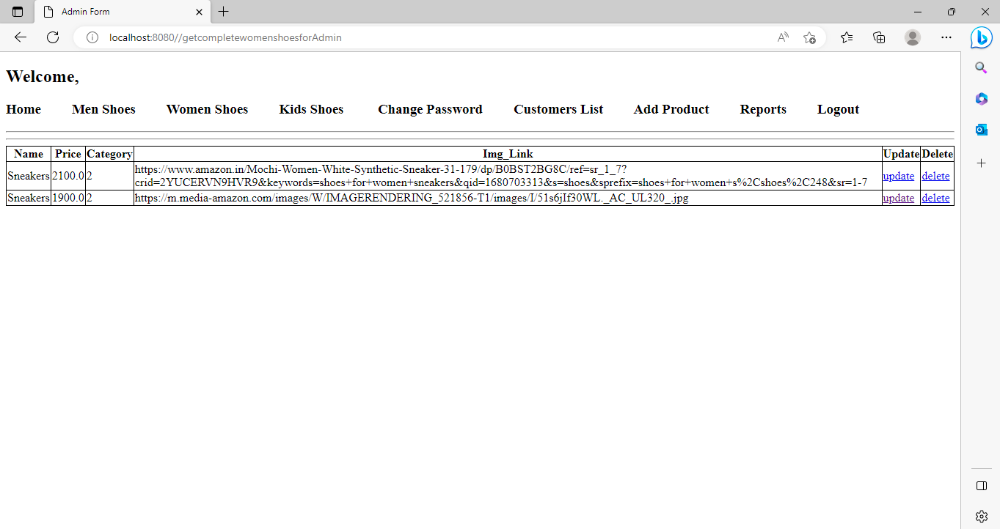 Admin Form
localhost:8080//getcompletewomenshoesforAdmin
Welcome,
Home Men Shoes Women Shoes Kids Shoes Change Password Customers List Add Product Reports Logout
Name Price Category Img_Link Update Delete
Sneakers 2100.0 2 https://www.amazon.in/Mochi-Women-White-Synthetic-Sneaker-31-179/dp/B0BST2BG8C/ref=sr_1_7?
crid=2YUCERVN9HVR9&keywords=shoes+for+women+sneakers&qid=1680703313&s=shoes&sprefix=shoes+for+women+s%2Cshoes%2C248&sr=1-7 update delete
Sneakers 1900.0 2 https://m.media-amazon.com/images/W/IMAGERENDERING_521856-T1/images/I/51s6jIf30WL._AC_UL320_.jpg update delete